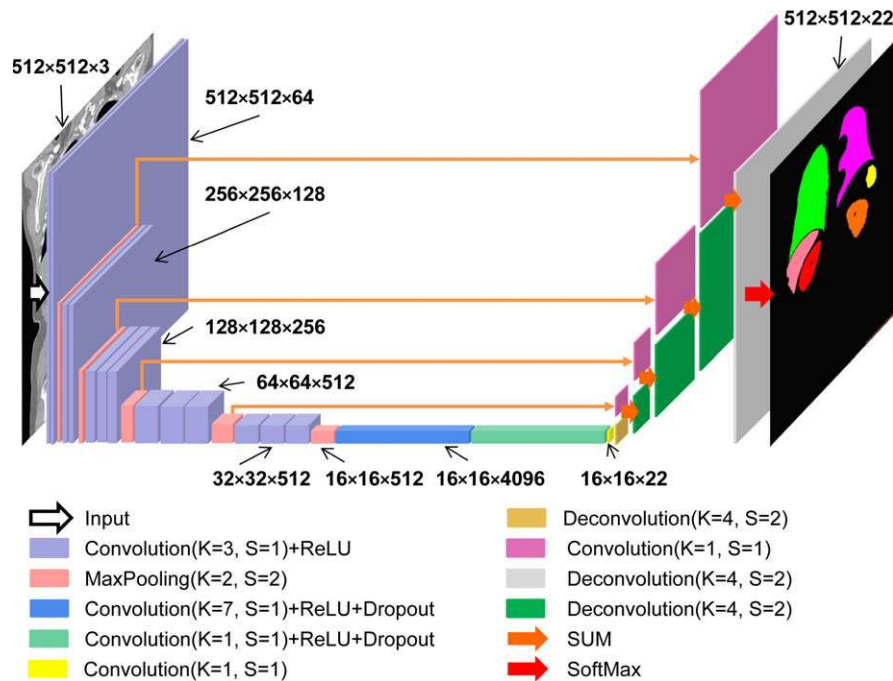 512×512×3
512×512×64
256×256×128
128×128×256
64×64×512
32×32×512
16×16×512
16×16×4096
16×16×22
512×512×22
Input
Convolution(K=3, S=1)+ReLU
MaxPooling(K=2, S=2)
Convolution(K=7, S=1)+ReLU+Dropout
Convolution(K=1, S=1)+ReLU+Dropout
Convolution(K=1, S=1)
Deconvolution(K=4, S=2)
Convolution(K=1, S=1)
Deconvolution(K=4, S=2)
Deconvolution(K=4, S=2)
SUM
SoftMax